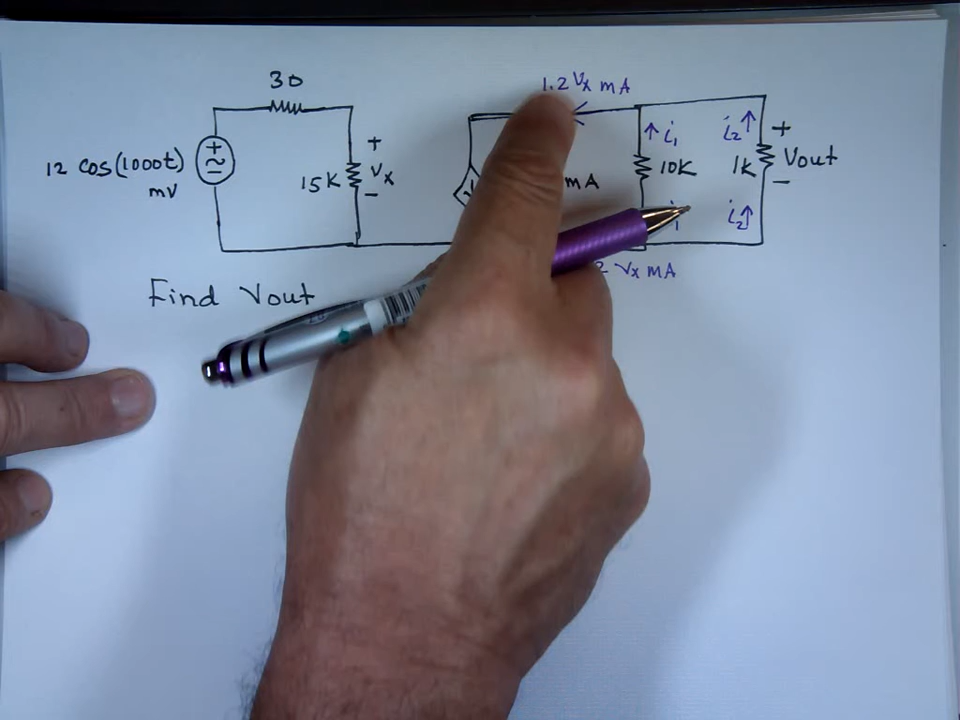 30
1.2 Vx mA
+
i1
i2
+
12 cos(1000t)
mV
+
~
15K
+
Vx
-
mA
10K
1K
Vout
-
i1
i2
Vx mA
Find Vout